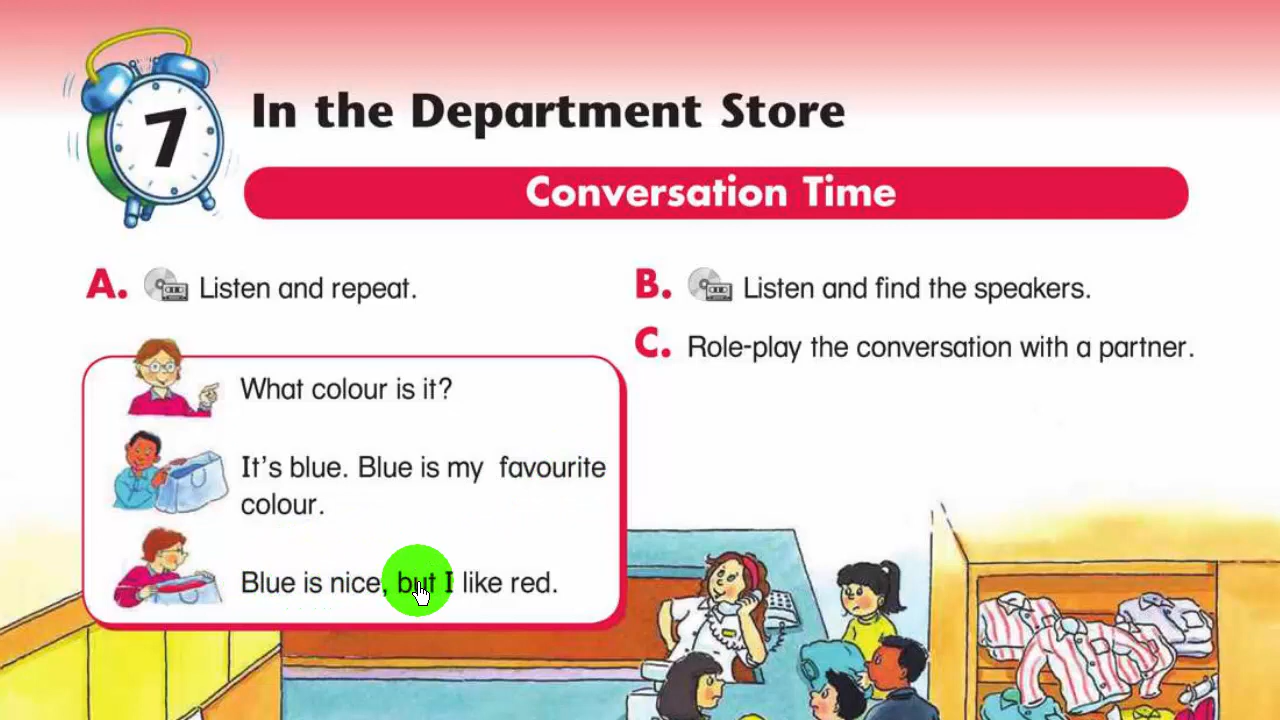 7
In the Department Store
Conversation Time
A. Listen and repeat.
What colour is it?
It's blue. Blue is my favourite
colour.
Blue is nice, but I like red.
B. Listen and find the speakers.
C. Role-play the conversation with a partner.